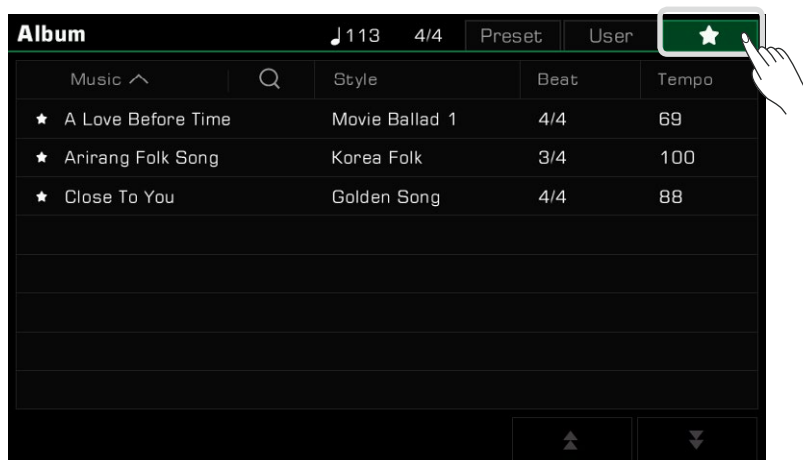 Album 113 4/4 Preset User
Music Style Beat Tempo
A Love Before Time Movie Ballad 1 4/4 69
Arirang Folk Song Korea Folk 3/4 100
Close To You Golden Song 4/4 88